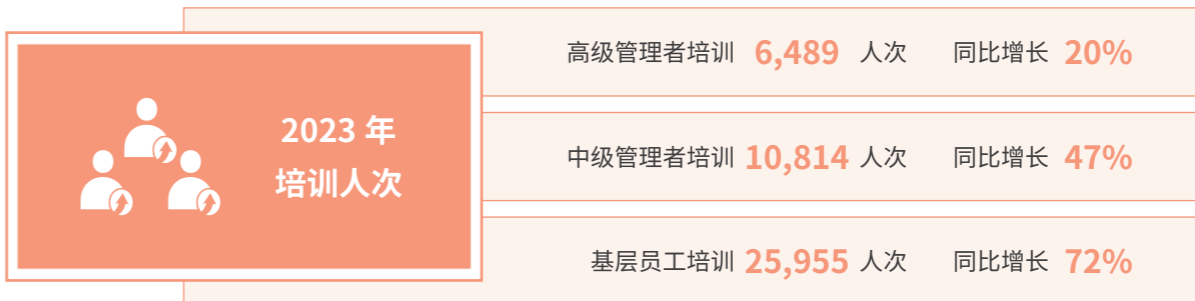 2023 年
培训人次
高级管理者培训 6,489 人次 同比增长 20%
中级管理者培训 10,814 人次 同比增长 47%
基层员工培训 25,955 人次 同比增长 72%